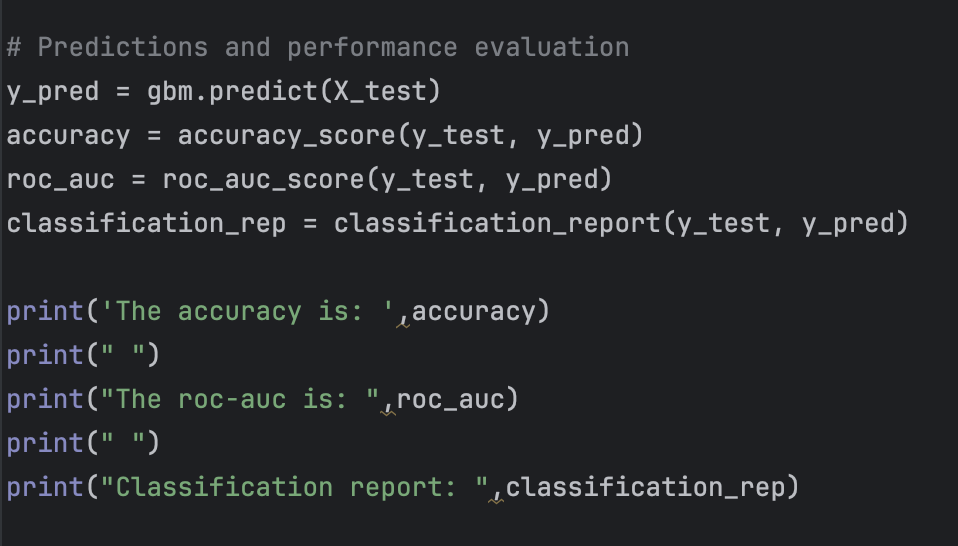 # Predictions and performance evaluation
y_pred = gbm.predict(X_test)
accuracy = accuracy_score(y_test, y_pred)
roc_auc = roc_auc_score(y_test, y_pred)
classification_rep = classification_report(y_test, y_pred)
print('The accuracy is: ',accuracy)
print(" ")
print("The roc-auc is: ",roc_auc)
print(" ")
print("Classification report: ",classification_rep)